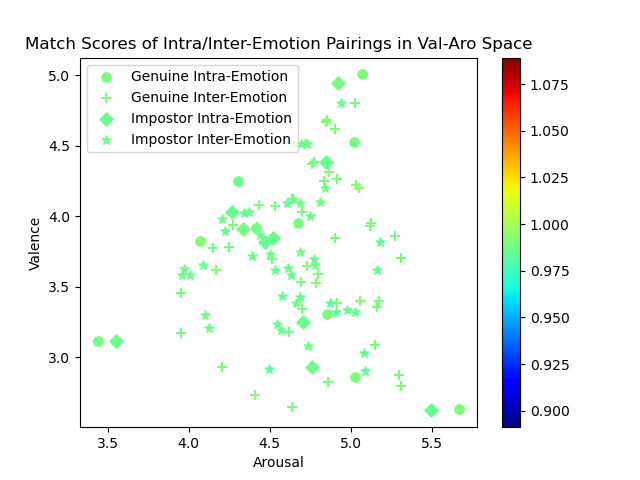 Match Scores of Intra/Inter-Emotion Pairings in Val-Aro Space
Genuine Intra-Emotion
Genuine Inter-Emotion
Impostor Intra-Emotion
Impostor Inter-Emotion
5.0
4.5
4.0
3.5
3.0
Valence
3.5 4.0 4.5 5.0 5.5
Arousal
1.075
1.050
1.025
1.000
0.975
0.950
0.925
0.900